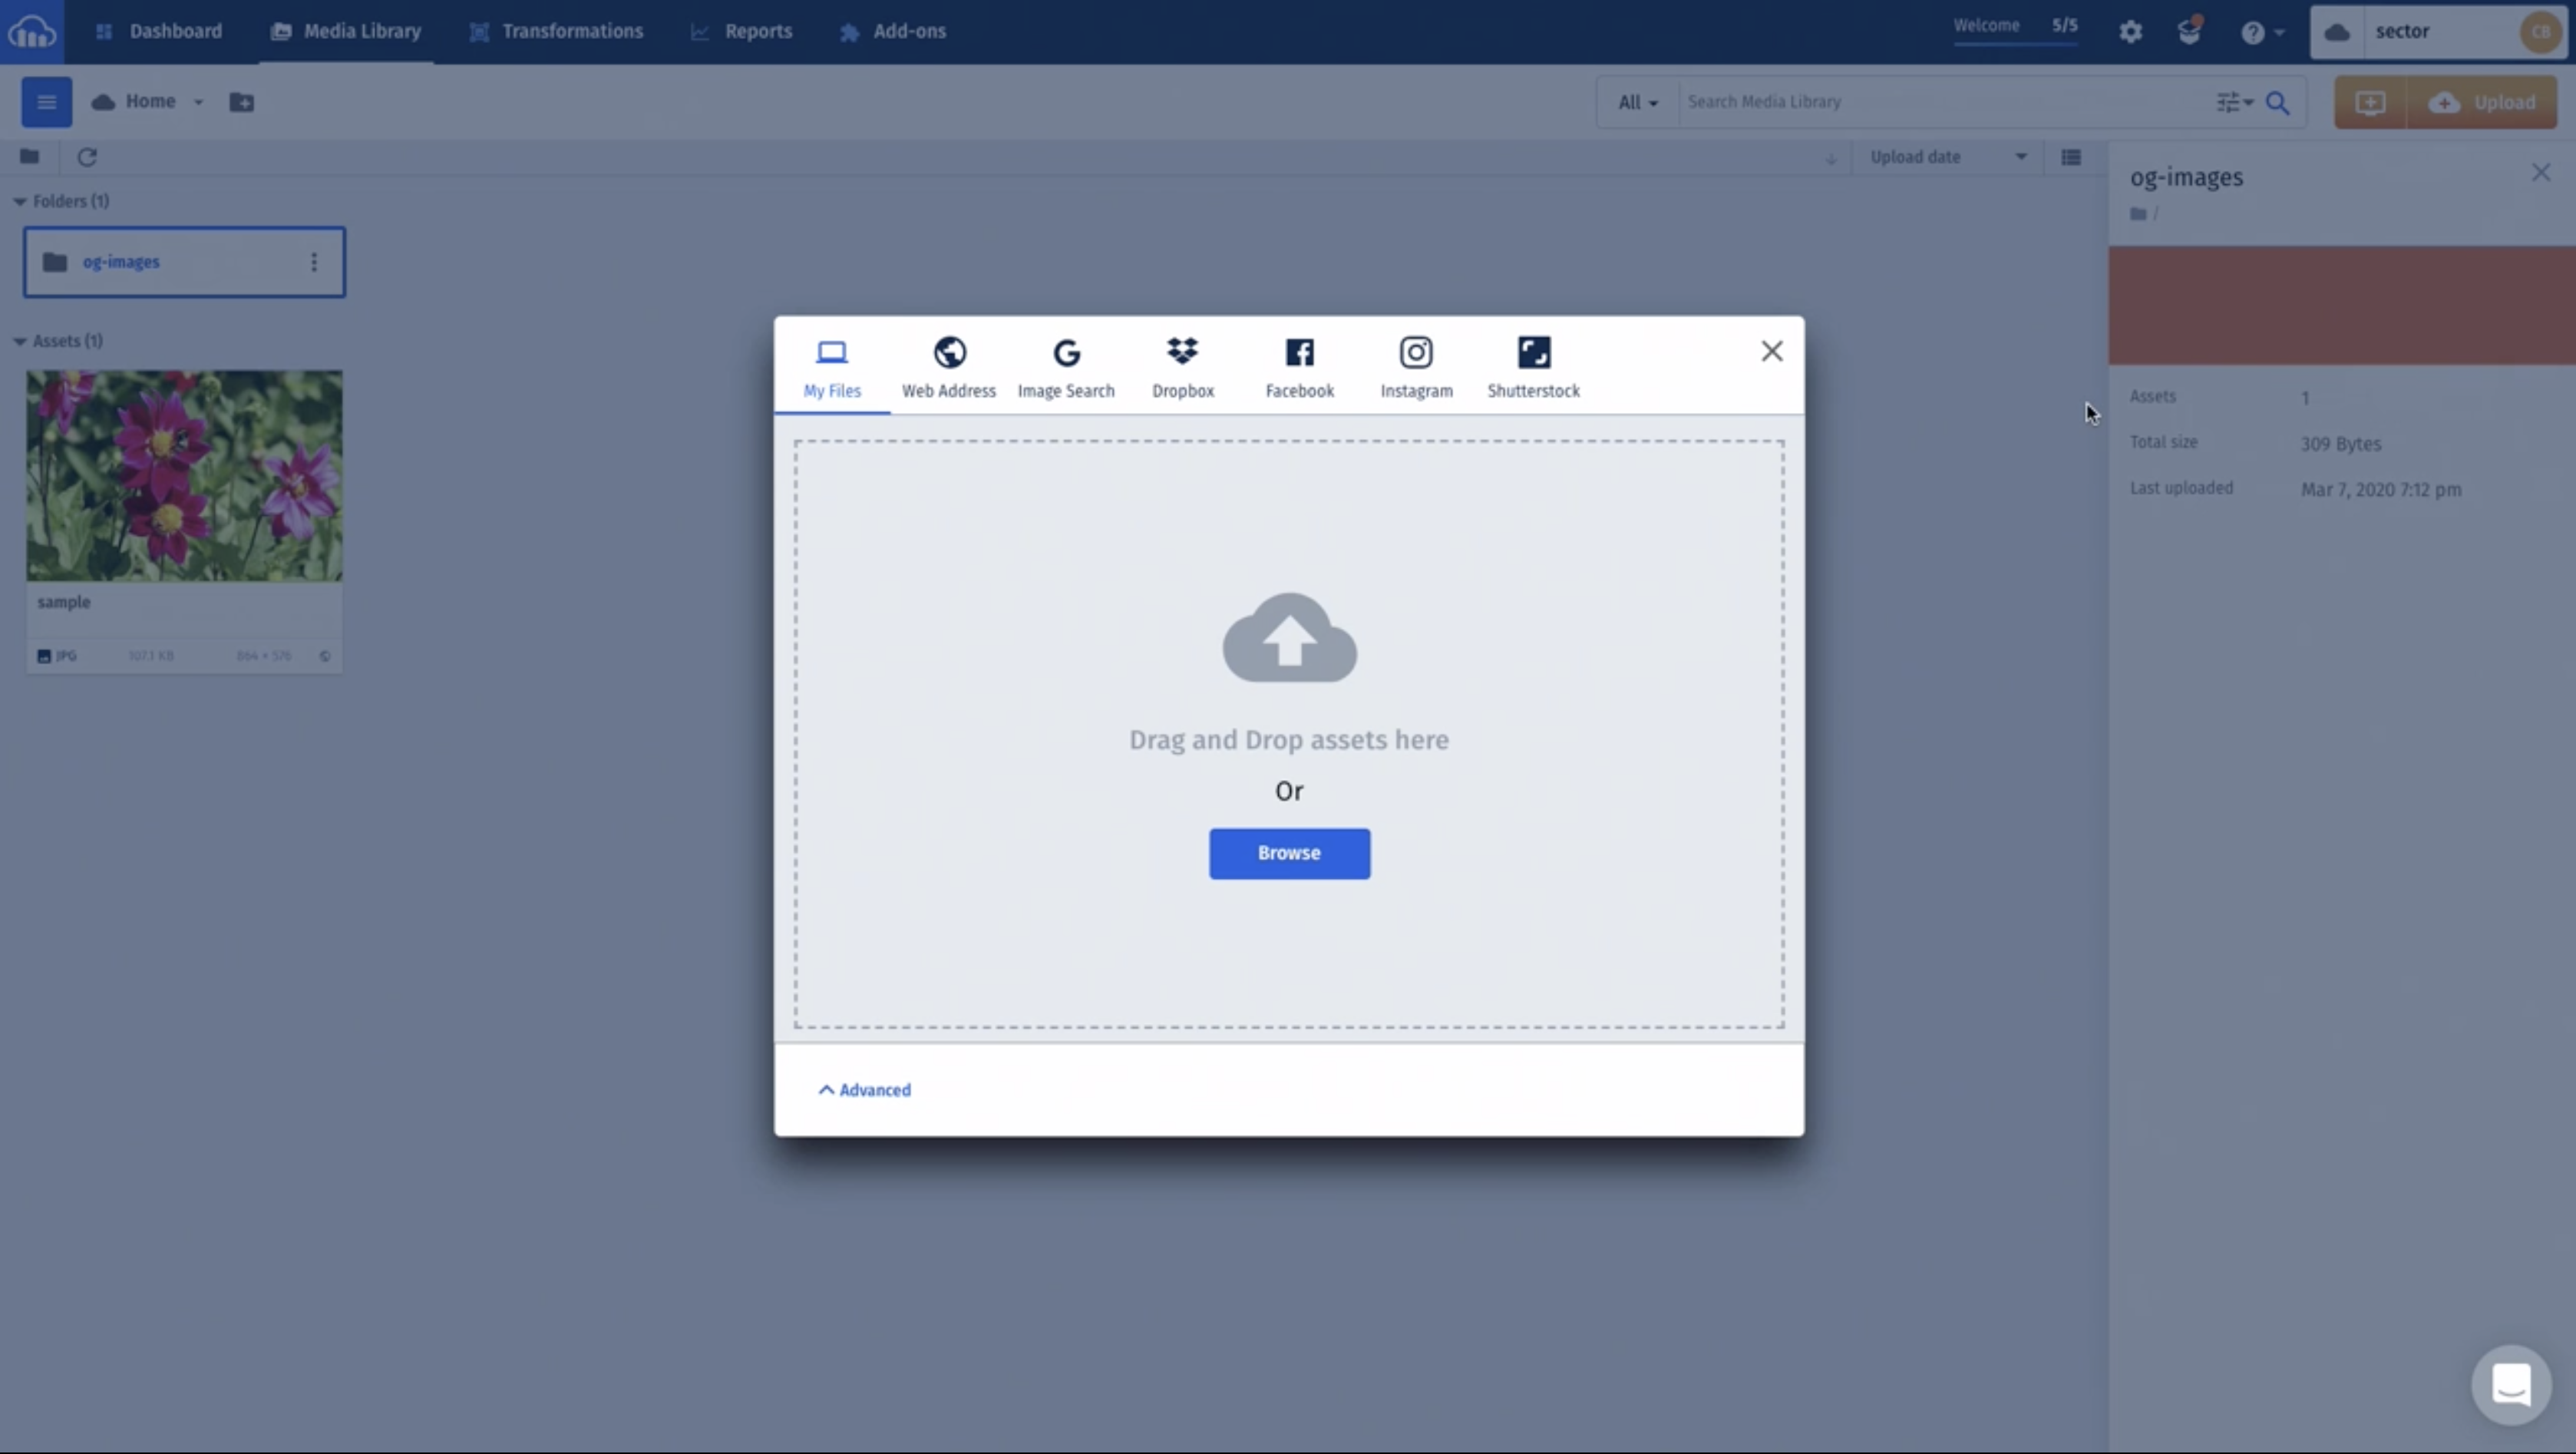 Dashboard
Media Library
Transformations
Reports
Add-ons
Welcome 5/5
sector
CB
Home
All
Search Media Library
Upload
Upload date
Folders (1)
og-images
Assets (1)
sample
JPG 107.1 KB 864 × 576
My Files
Web Address
Image Search
Dropbox
Facebook
Instagram
Shutterstock
Drag and Drop assets here
Or
Browse
Advanced
og-images
/
Assets 1
Total size 309 Bytes
Last uploaded Mar 7, 2020 7:12 pm